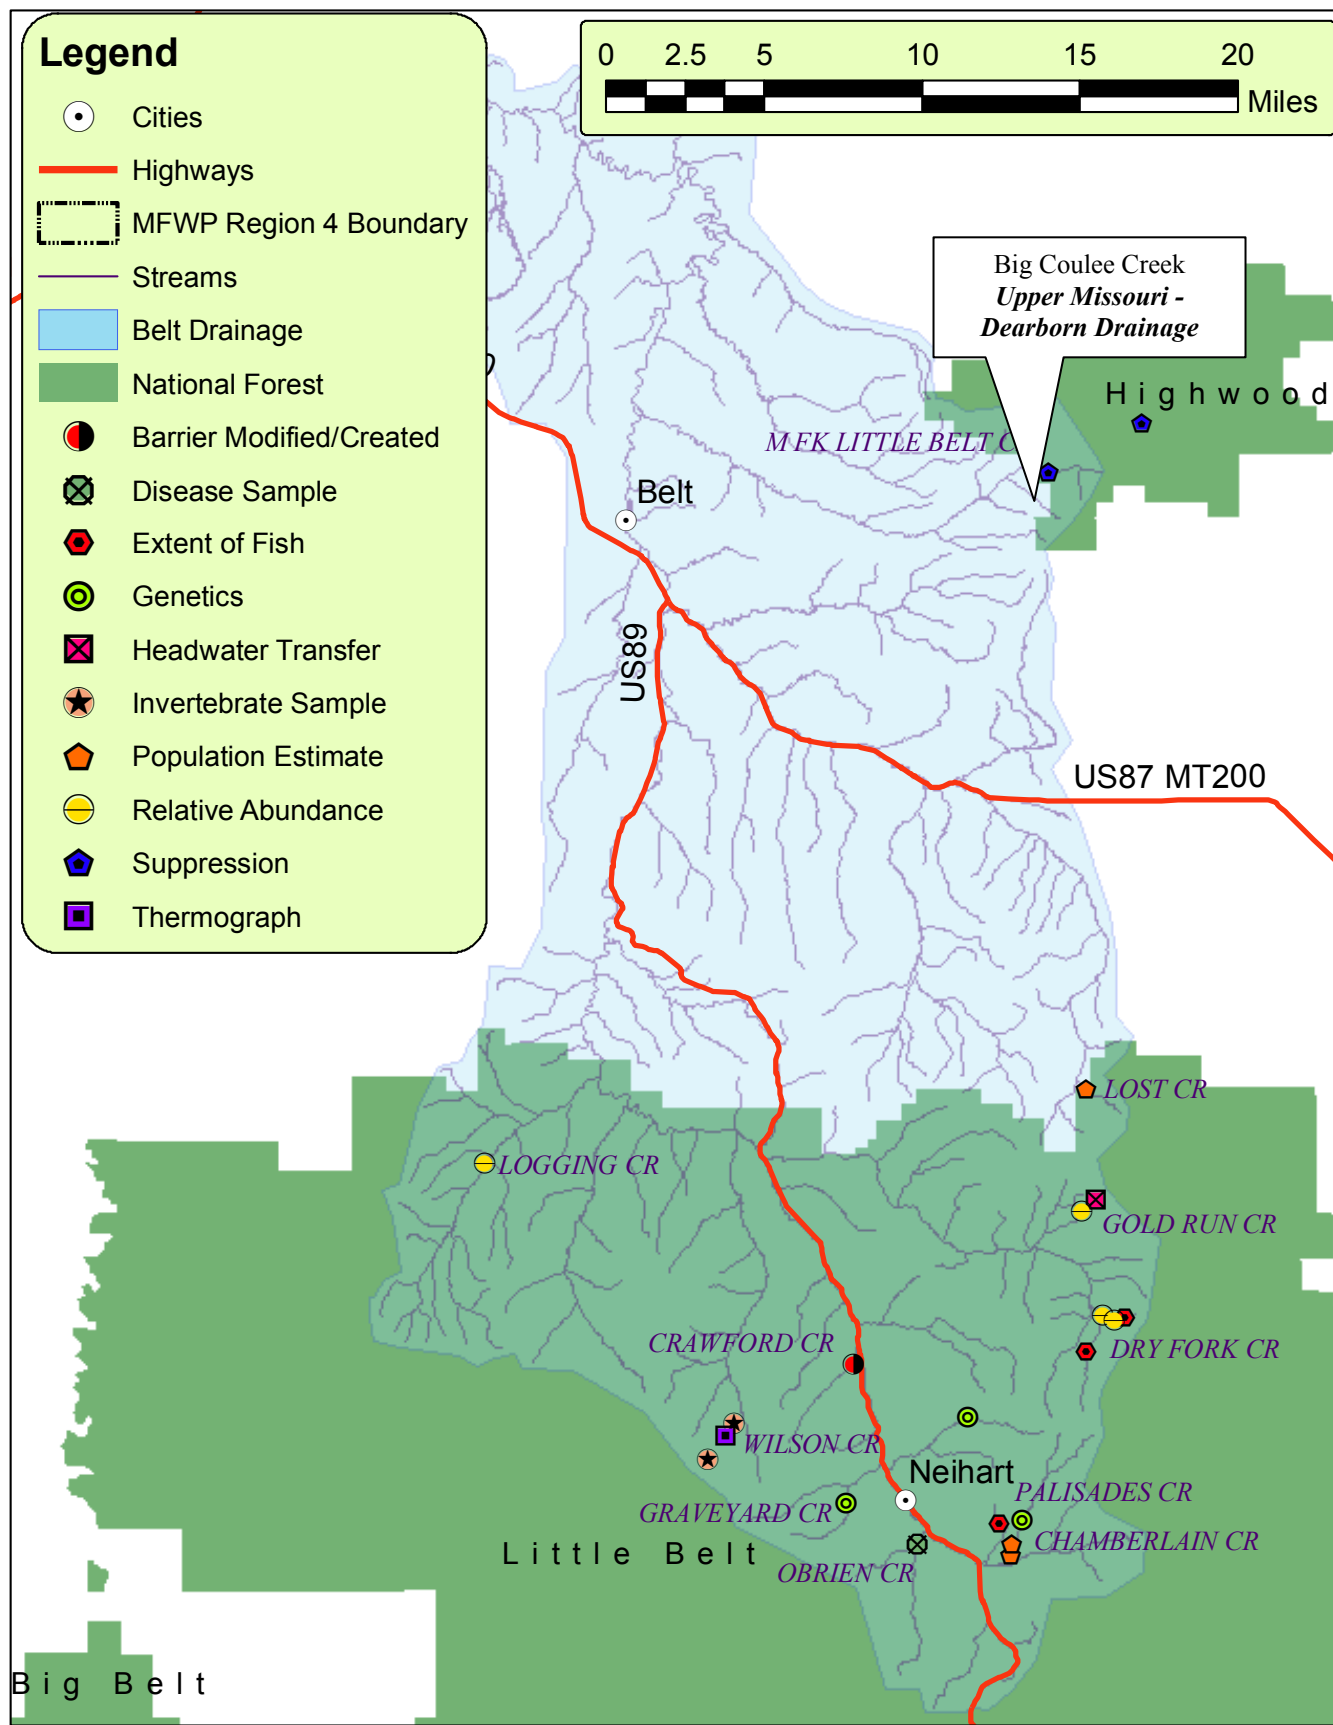 Legend
Cities
Highways
MFWP Region 4 Boundary
Streams
Belt Drainage
National Forest
Barrier Modified/Created
Disease Sample
Extent of Fish
Genetics
Headwater Transfer
Invertebrate Sample
Population Estimate
Relative Abundance
Suppression
Thermograph
0 2.5 5 10 15 20
Miles
Big Coulee Creek
Upper Missouri -
Dearborn Drainage
Highwood
M FK LITTLE BELT C
Belt
US89
US87 MT200
LOST CR
LOGGING CR
GOLD RUN CR
CRAWFORD CR
DRY FORK CR
WILSON CR
Neihart
PALISADES CR
GRAVEYARD CR
CHAMBERLAIN CR
Little Belt
OBRIEN CR
Big Belt